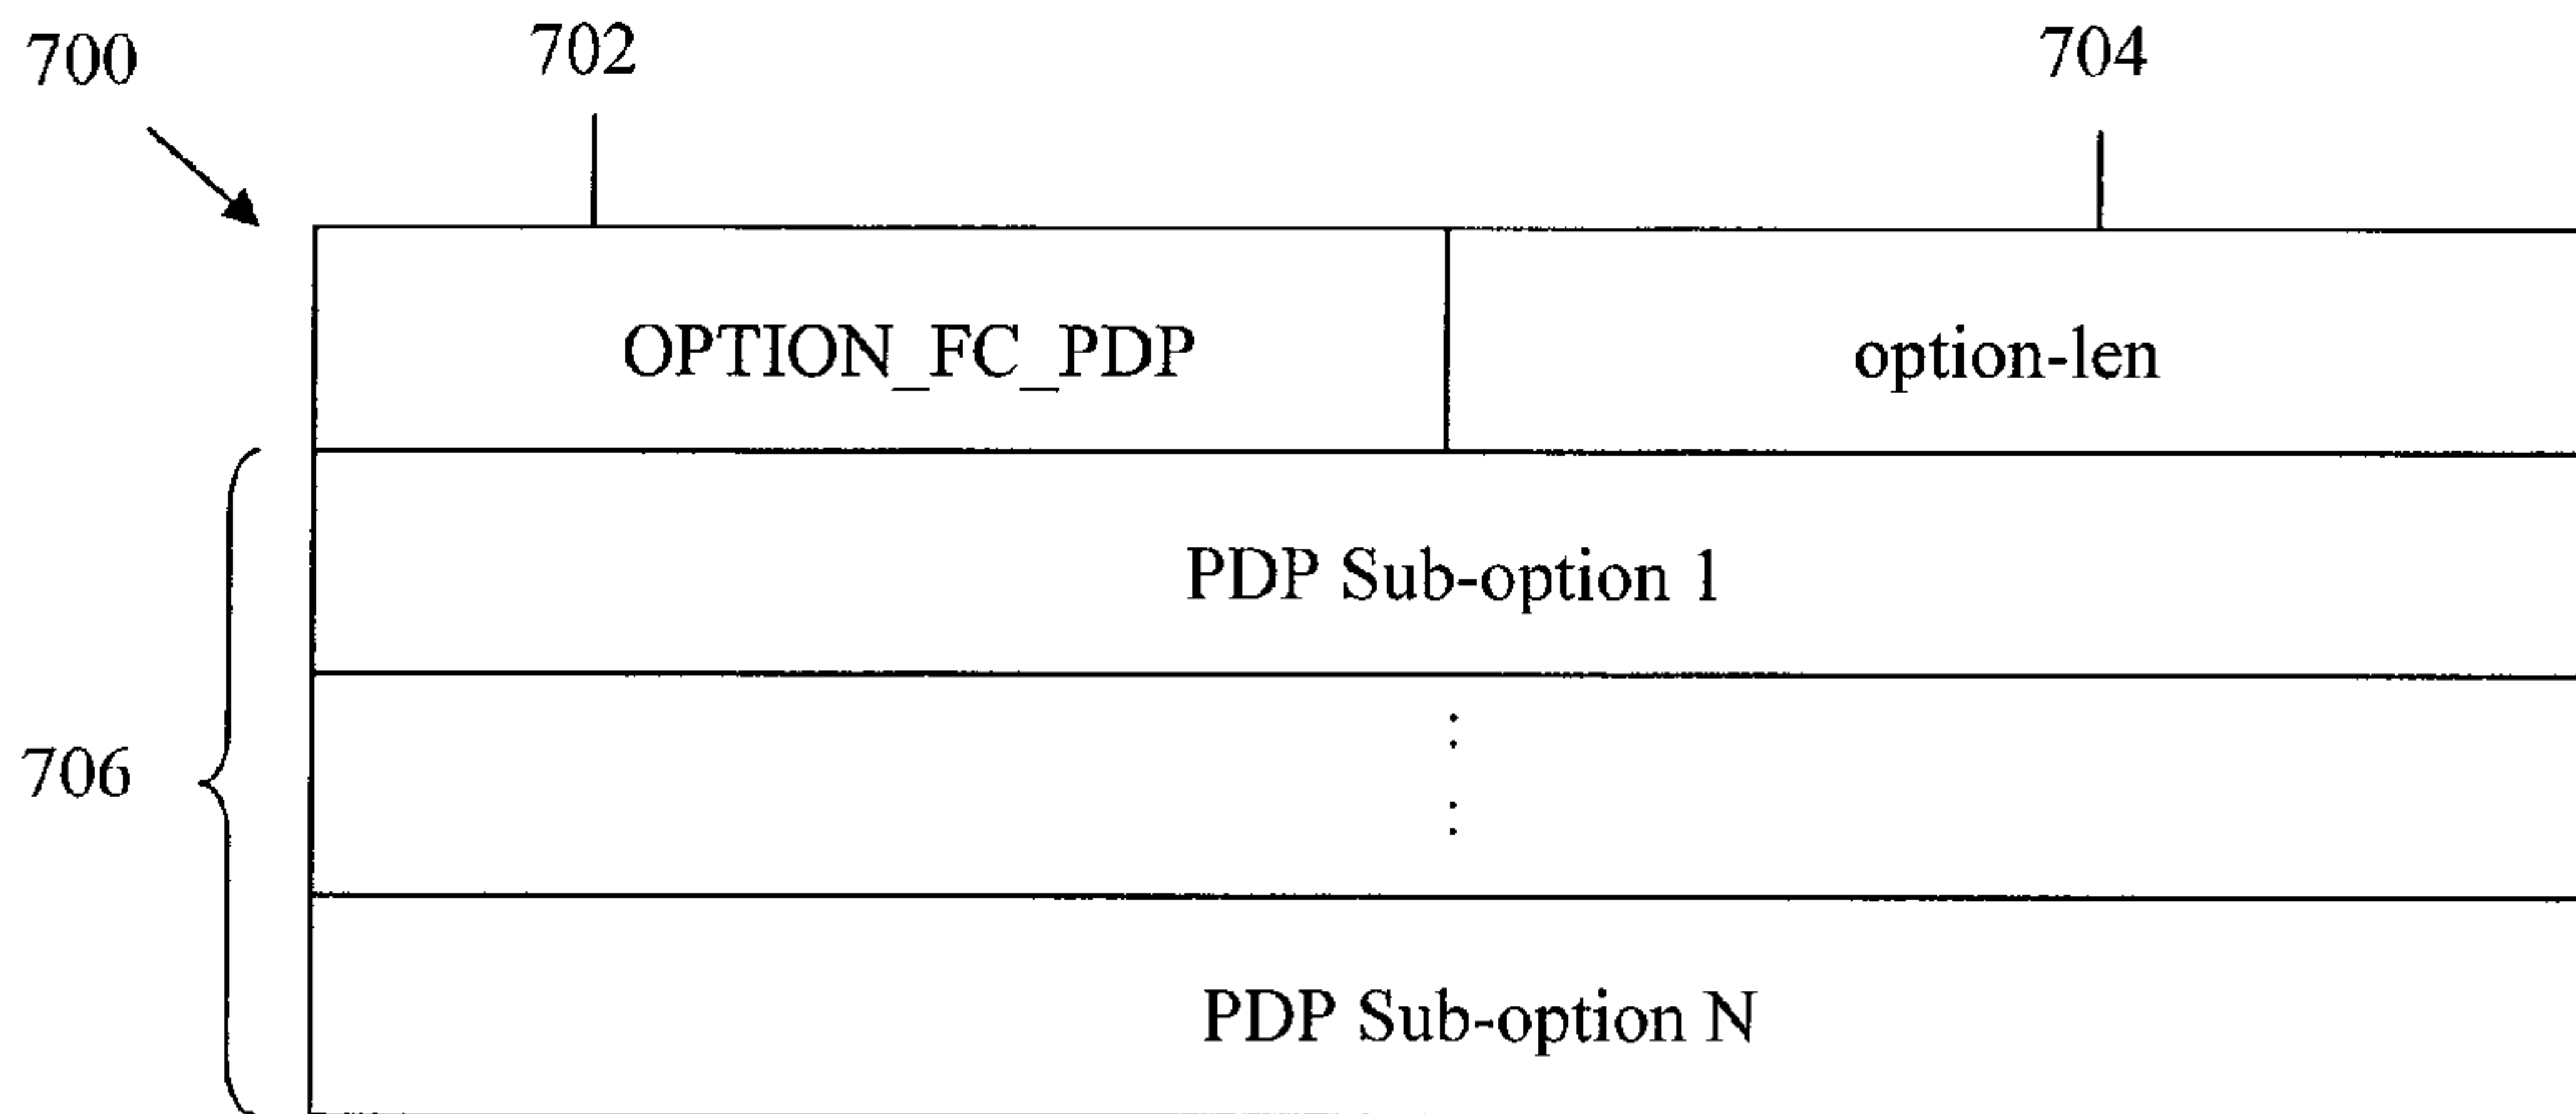 700
702
704
OPTION_FC_PDP
option-len
PDP Sub-option 1
706
PDP Sub-option N